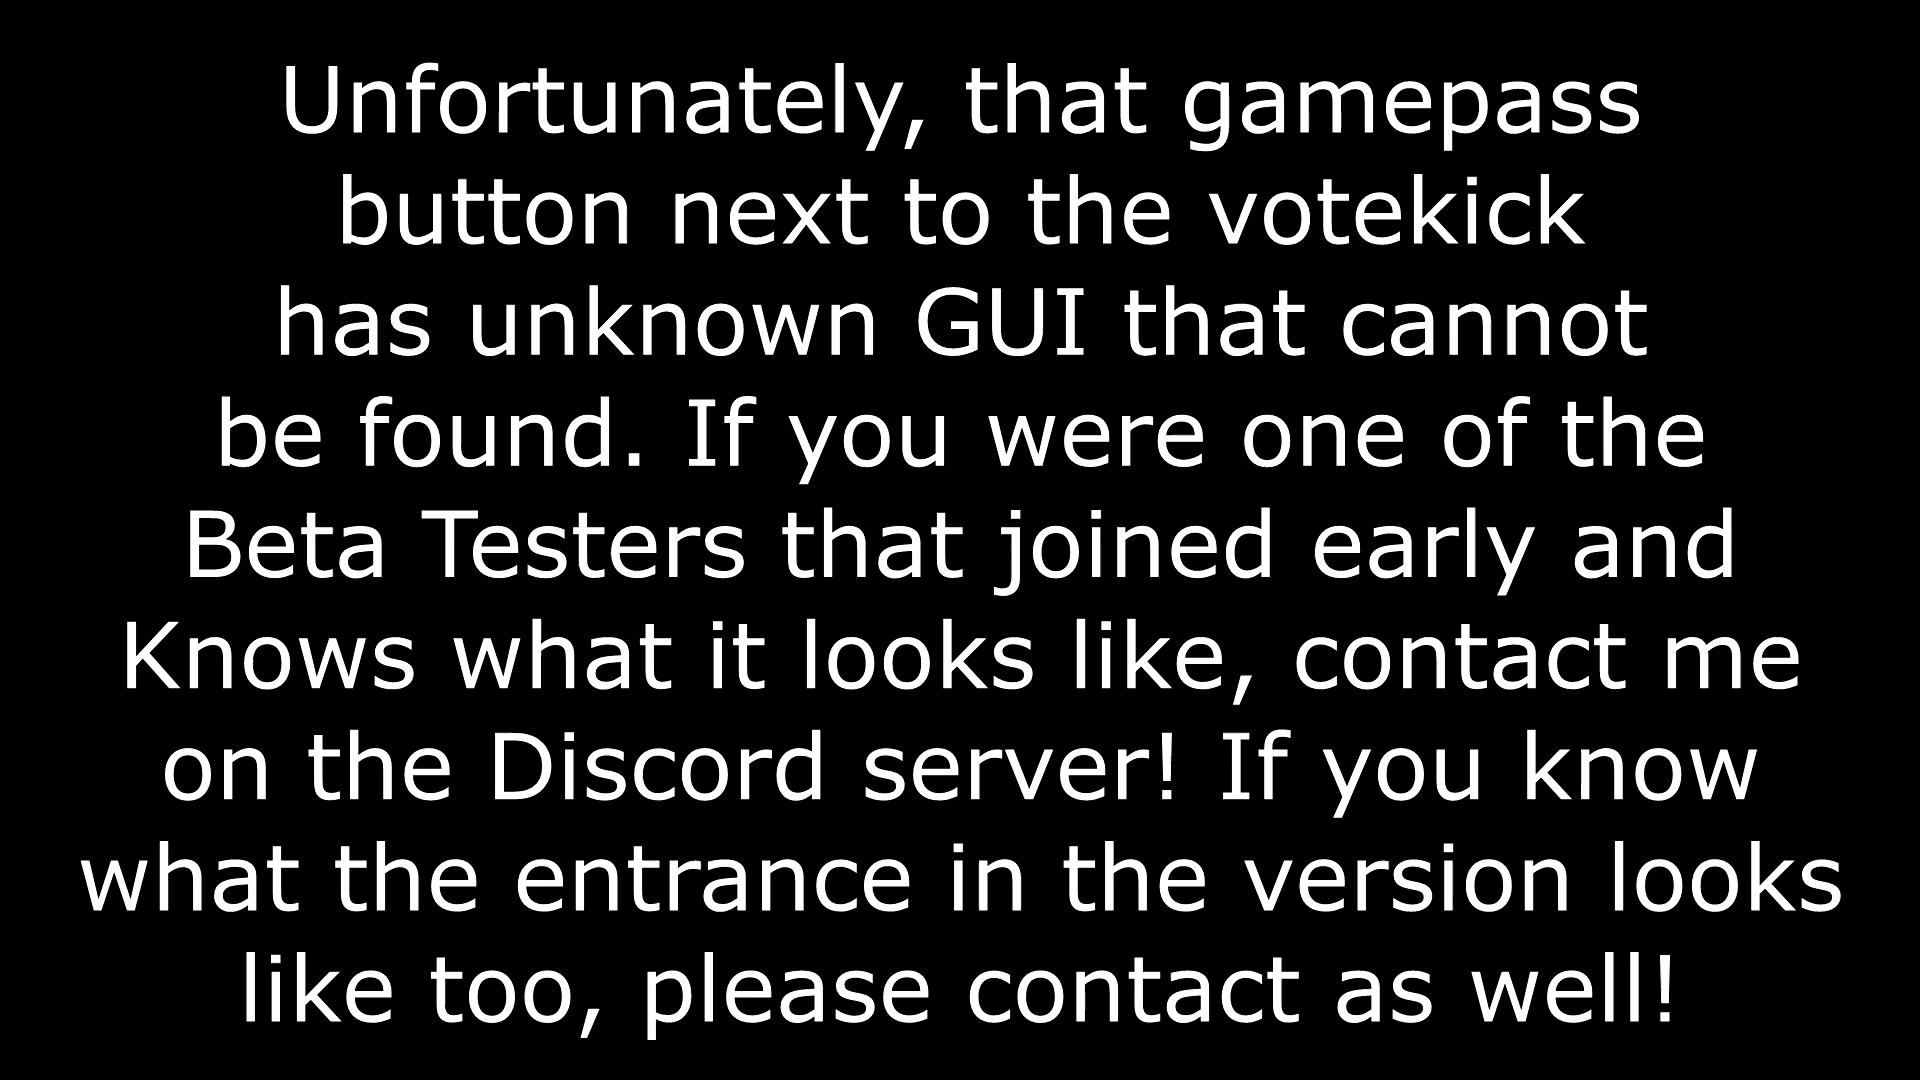 Unfortunately, that gamepass
button next to the votekick
has unknown GUI that cannot
be found. If you were one of the
Beta Testers that joined early and
Knows what it looks like, contact me
on the Discord server! If you know
what the entrance in the version looks
like too, please contact as well!